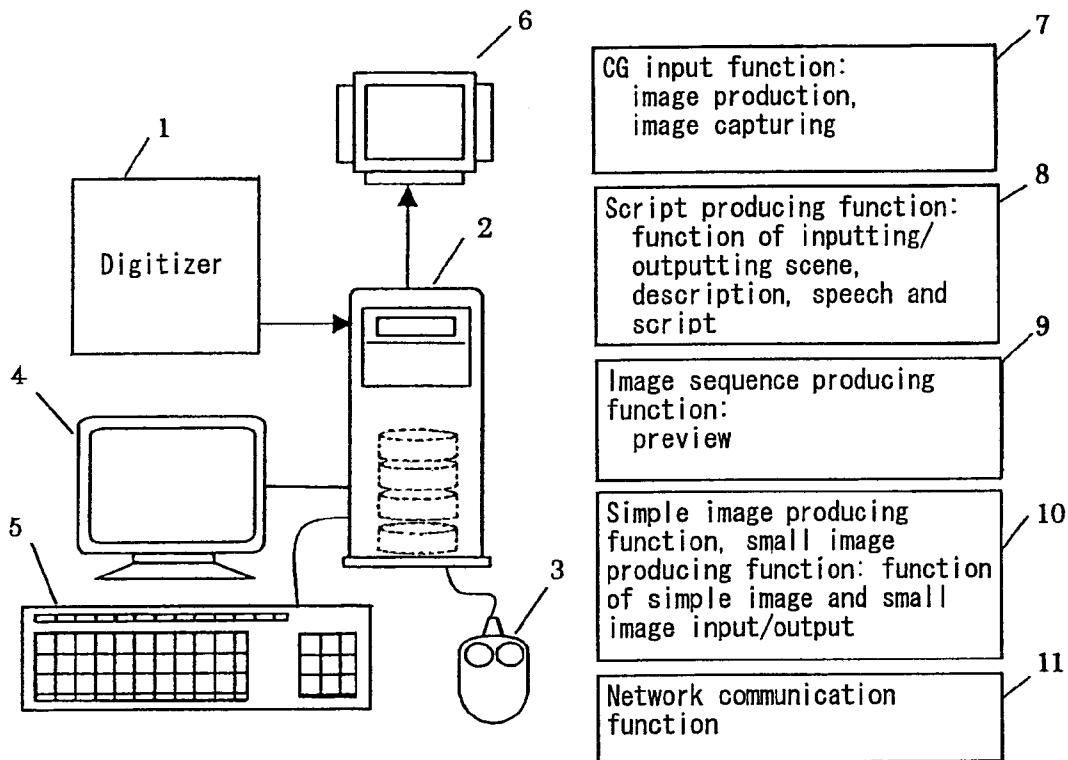 6
7
CG input function:
image production,
image capturing
1
8
Digitizer
2
Script producing function:
function of inputting/
outputting scene,
description, speech and
script
4
9
Image sequence producing
function:
preview
5
3
10
Simple image producing
function, small image
producing function: function
of simple image and small
image input/output
11
Network communication
function